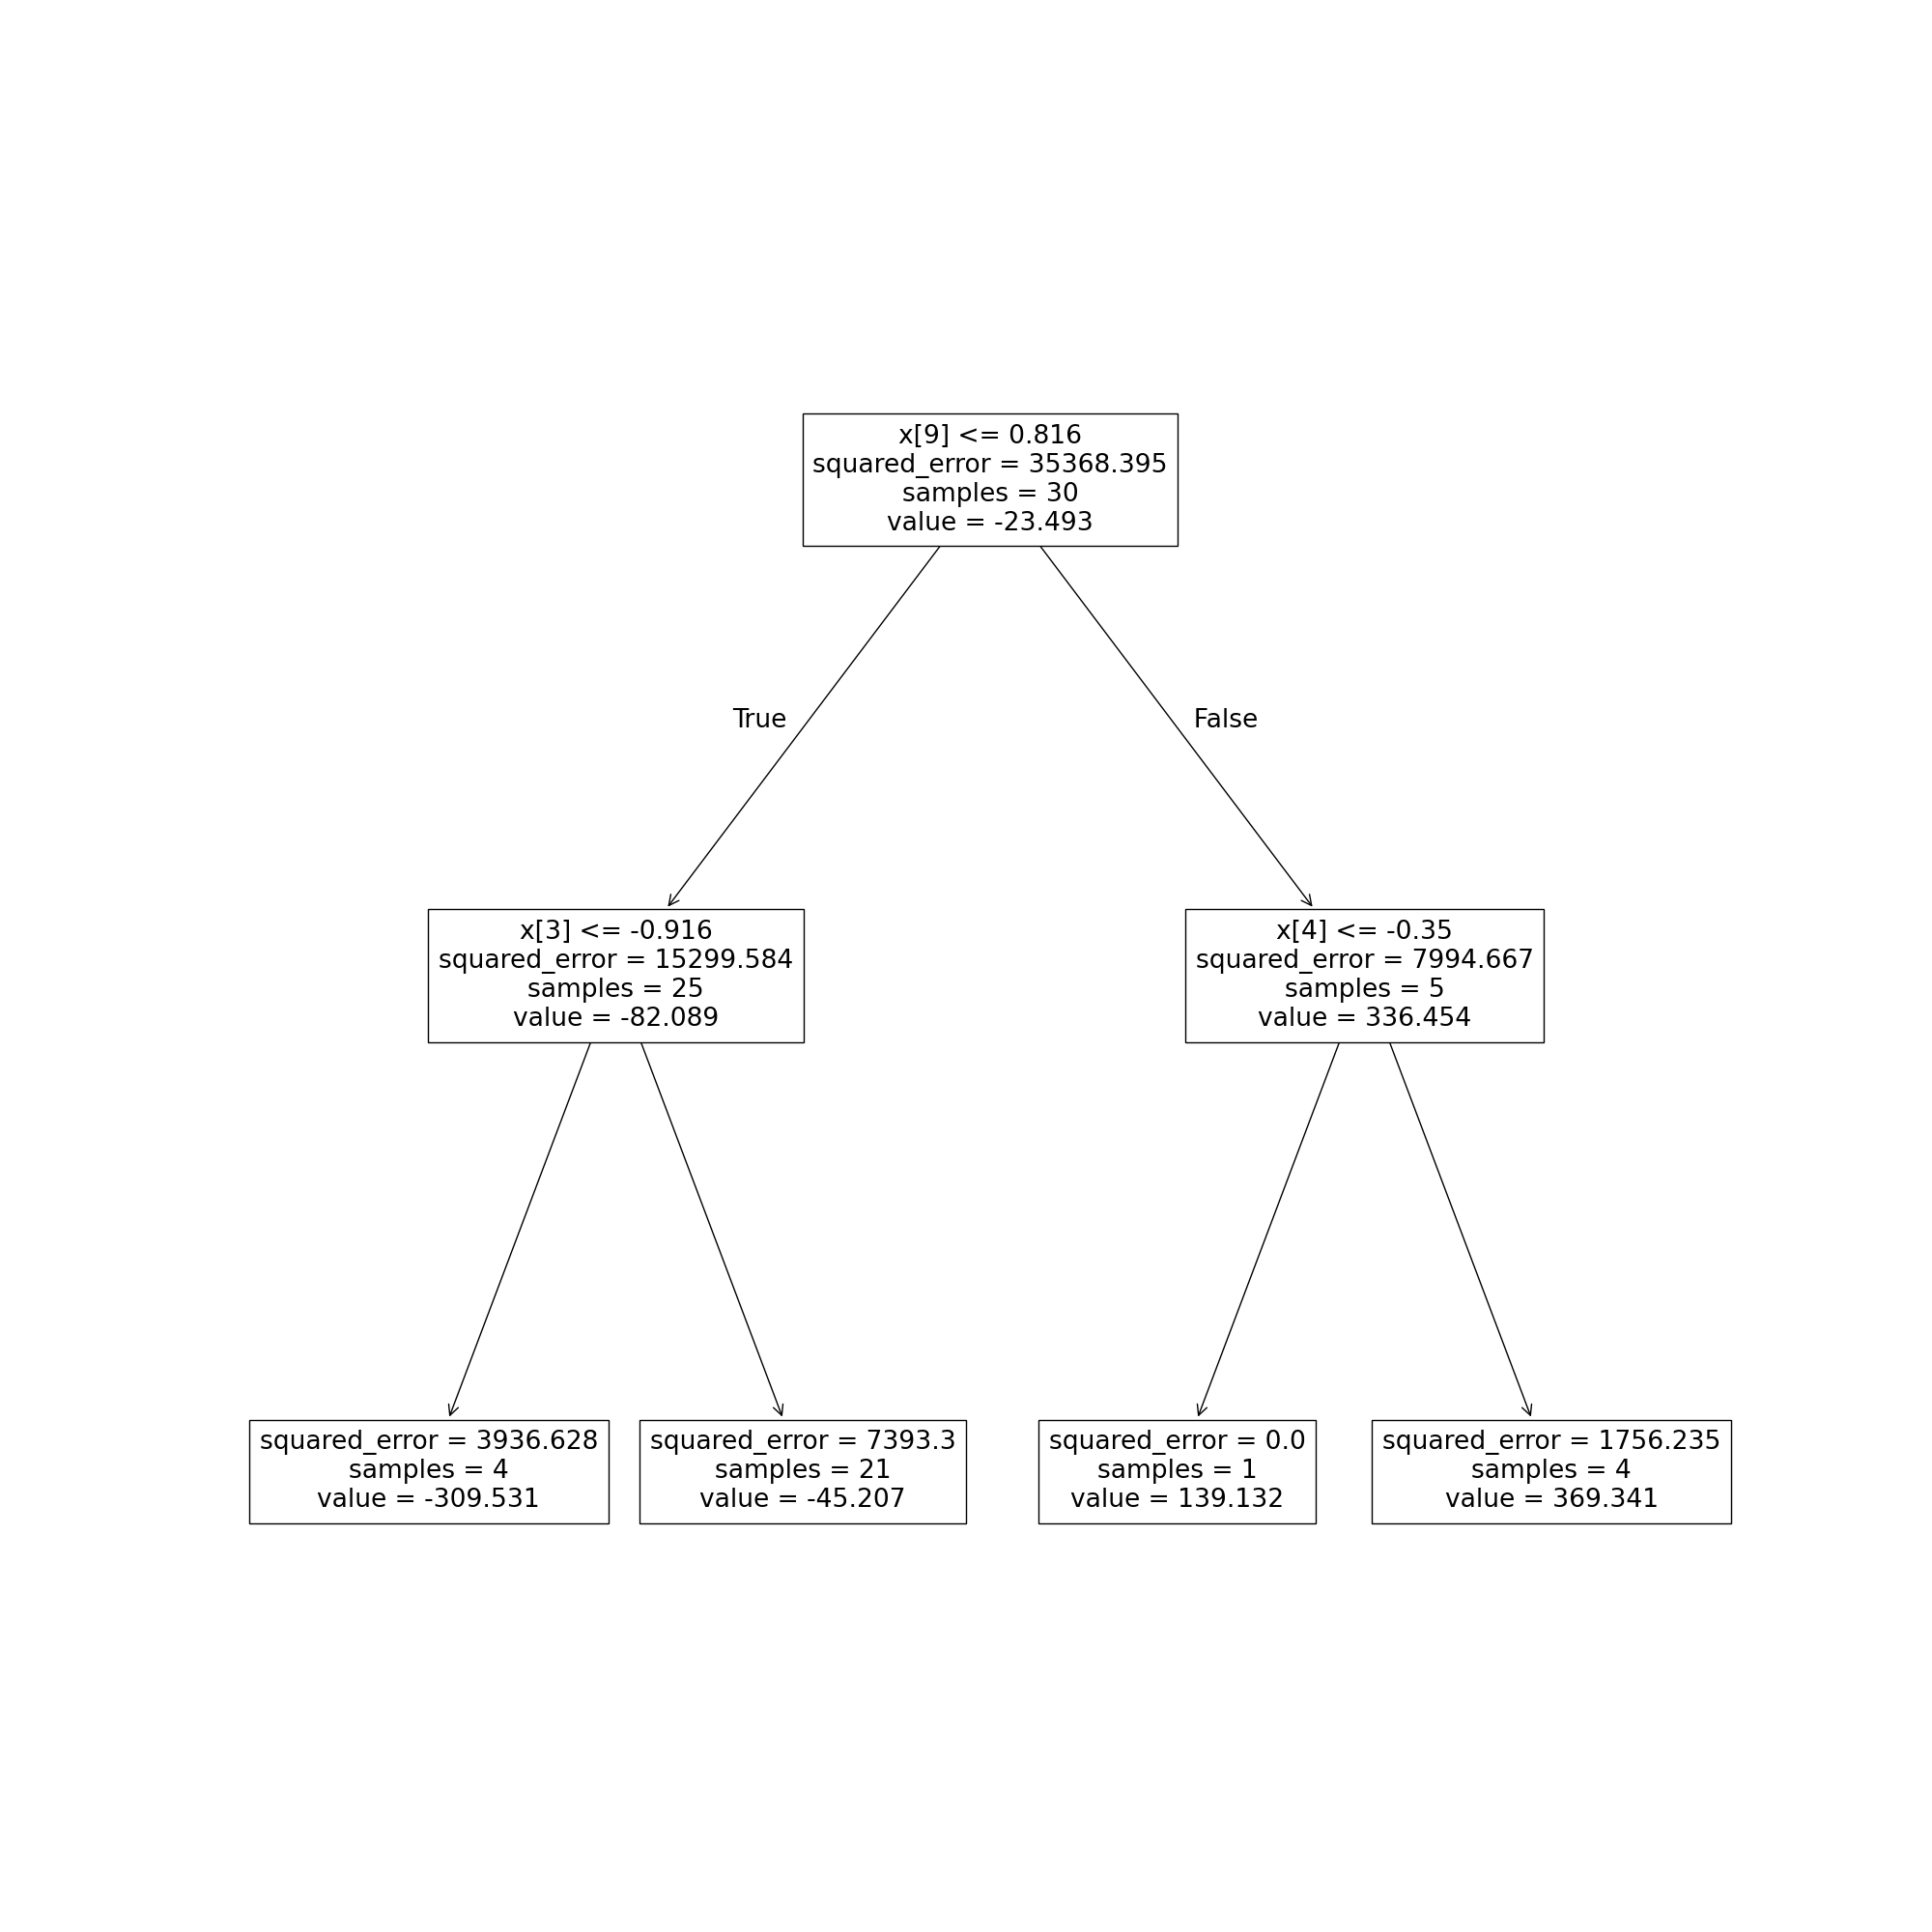 x[9] <= 0.816
squared_error = 35368.395
samples = 30
value = -23.493
True
False
x[3] <= -0.916
squared_error = 15299.584
samples = 25
value = -82.089
x[4] <= -0.35
squared_error = 7994.667
samples = 5
value = 336.454
squared_error = 3936.628
samples = 4
value = -309.531
squared_error = 7393.3
samples = 21
value = -45.207
squared_error = 0.0
samples = 1
value = 139.132
squared_error = 1756.235
samples = 4
value = 369.341